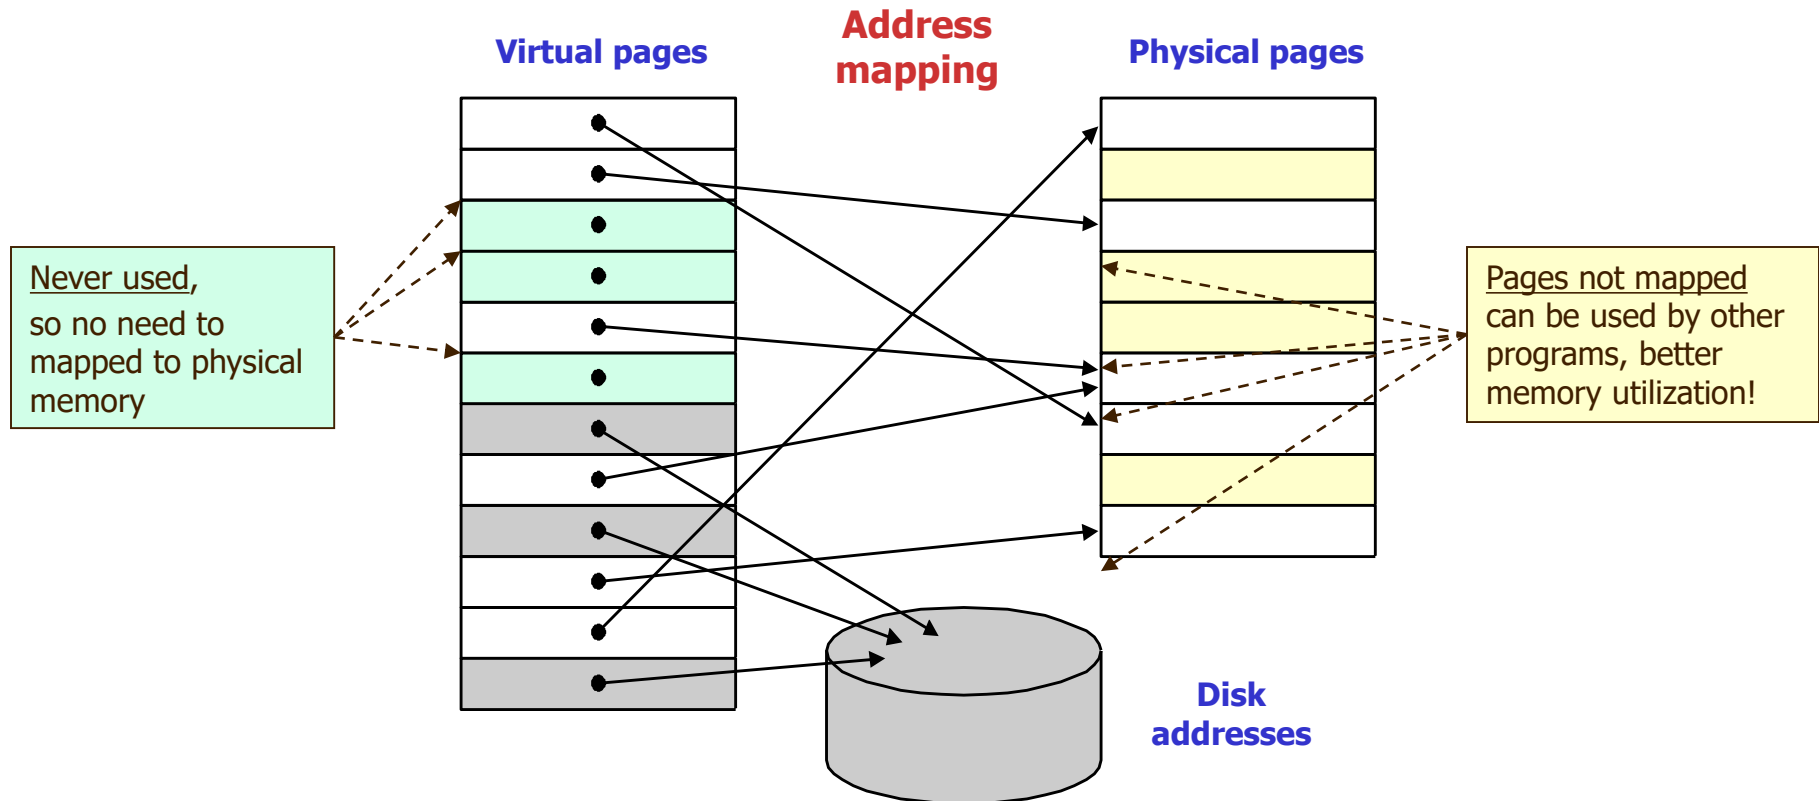 Virtual pages
Address
mapping
Physical pages
Never used,
so no need to
mapped to physical
memory
Pages not mapped
can be used by other
programs, better
memory utilization!
Disk
addresses